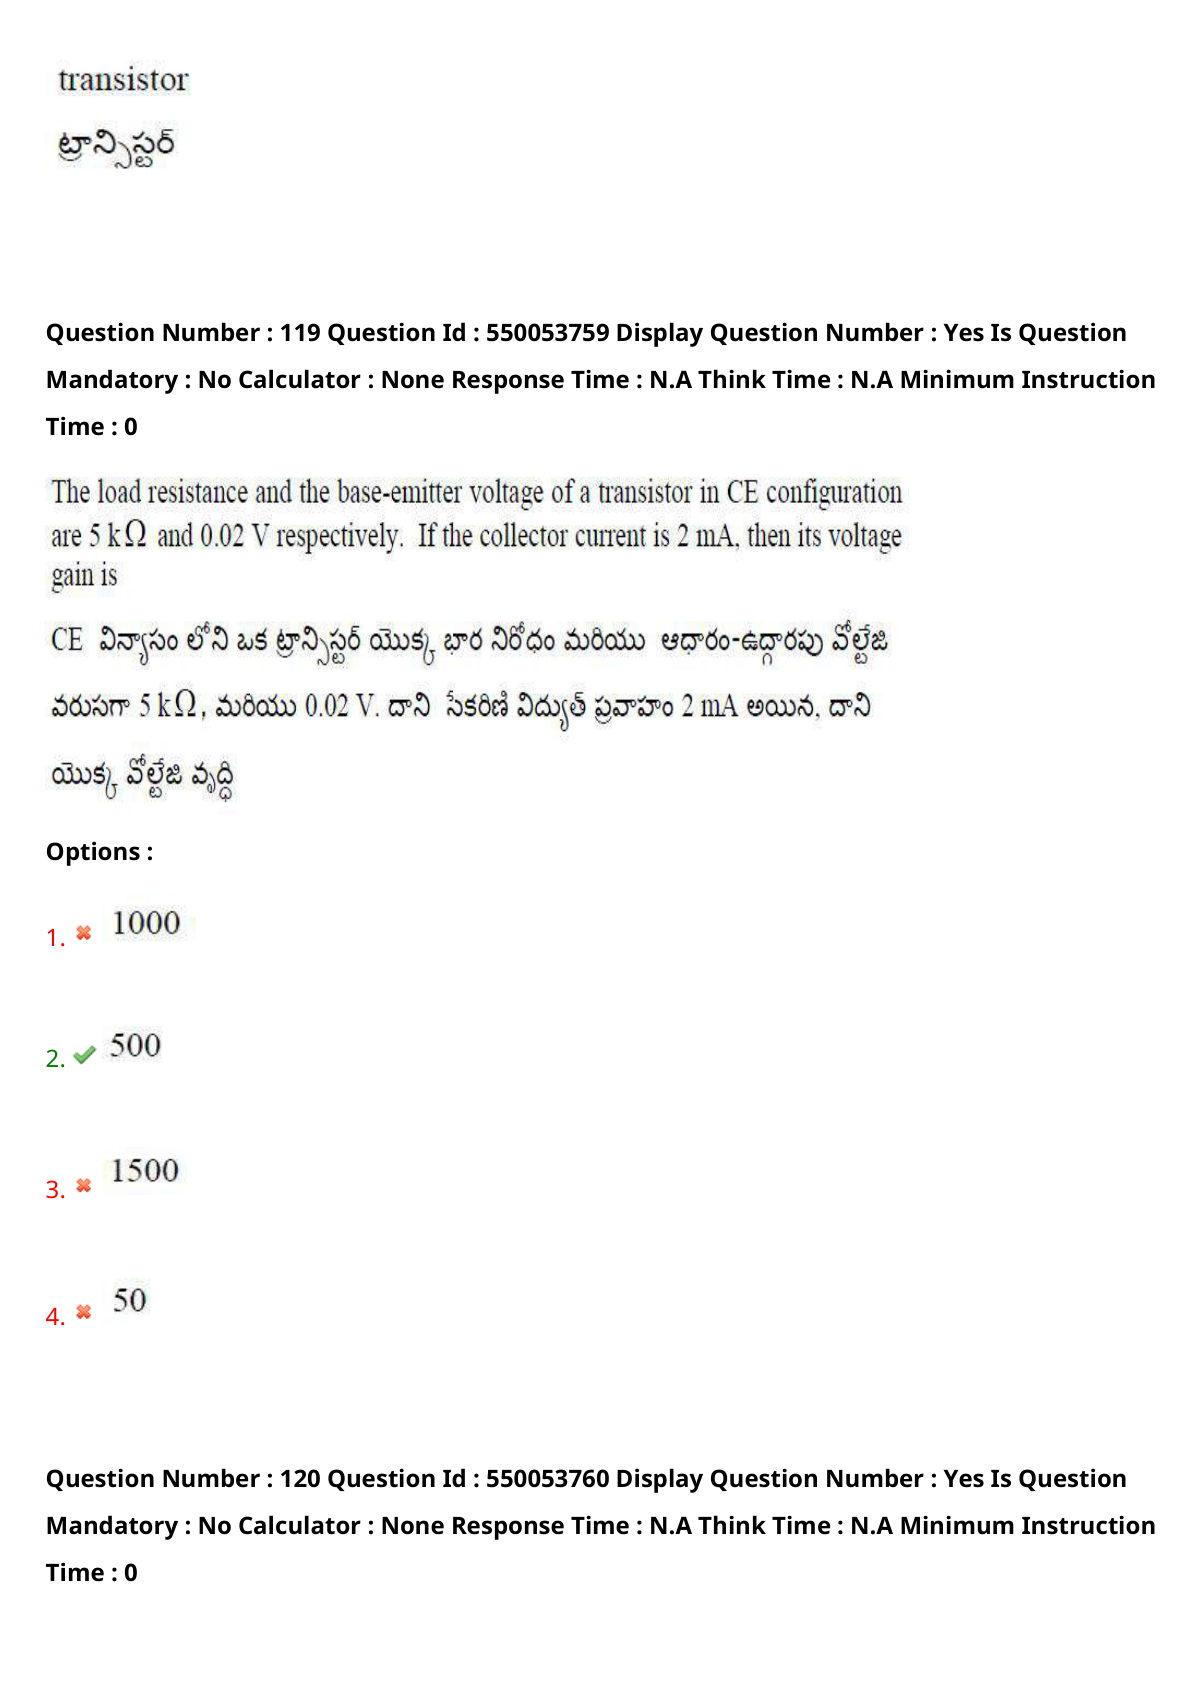 transistor
ట్రాన్సిస్టర్
Question Number : 119 Question Id : 550053759 Display Question Number : Yes Is Question
Mandatory : No Calculator : None Response Time : N.A Think Time : N.A Minimum Instruction
Time : 0
The load resistance and the base-emitter voltage of a transistor in CE configuration
are 5 kΩ and 0.02 V respectively. If the collector current is 2 mA, then its voltage
gain is
CE విన్యాసం లోని ఒక ట్రాన్సిస్టర్ యొక్క భార నిరోధం మరియు ఆధారం-ఉద్గారపు వోల్టేజి
వరుసగా 5 kΩ, మరియు 0.02 V. దాని సేకరిణి విద్యుత్ ప్రవాహం 2 mA అయిన, దాని
యొక్క వోల్టేజి వృద్ధి
Options :
1. 1000
2. 500
3. 1500
4. 50
Question Number : 120 Question Id : 550053760 Display Question Number : Yes Is Question
Mandatory : No Calculator : None Response Time : N.A Think Time : N.A Minimum Instruction
Time : 0